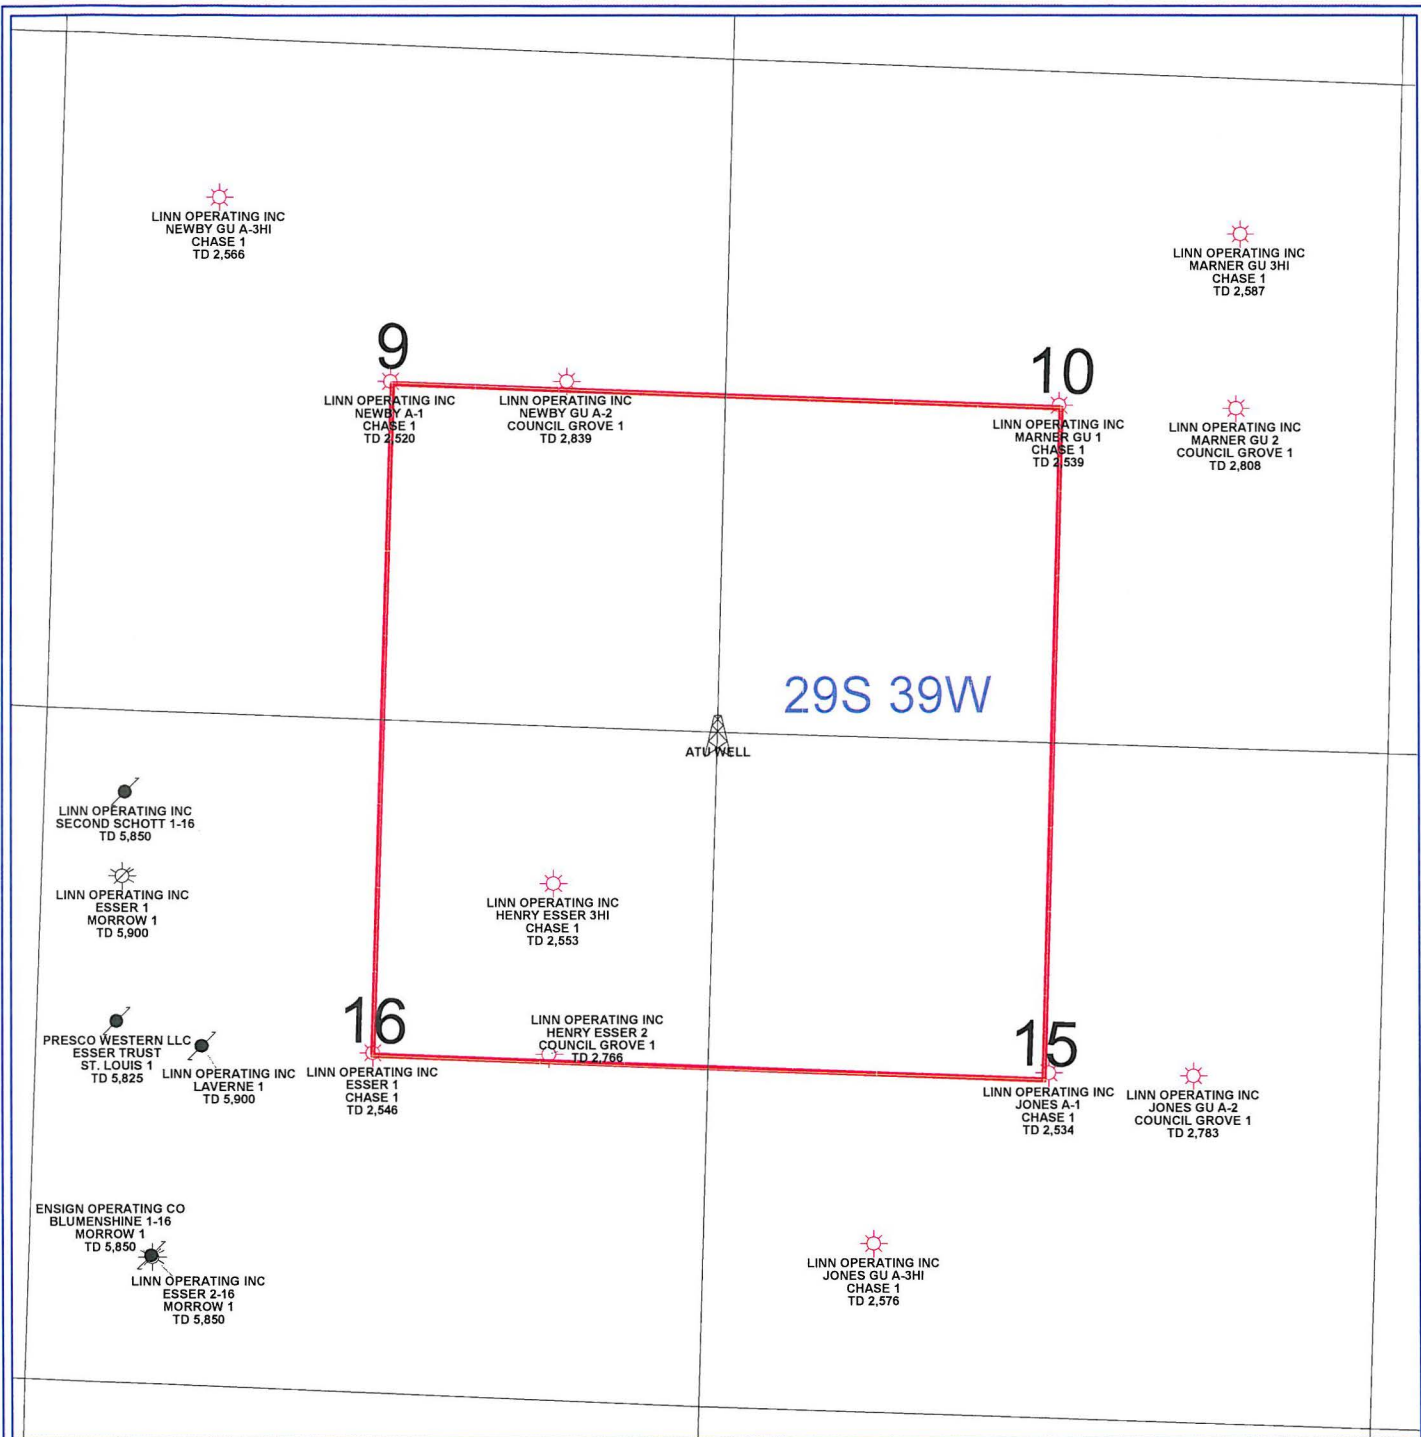 LINN OPERATING INC
NEWBY GU A-3HI
CHASE 1
TD 2,566
LINN OPERATING INC
MARNER GU 3HI
CHASE 1
TD 2,587
9
LINN OPERATING INC
NEWBY A-1
CHASE 1
TD 2,520
LINN OPERATING INC
NEWBY GU A-2
COUNCIL GROVE 1
TD 2,839
10
LINN OPERATING INC
MARNER GU 1
CHASE 1
TD 2,539
LINN OPERATING INC
MARNER GU 2
COUNCIL GROVE 1
TD 2,808
29S 39W
ATU WELL
LINN OPERATING INC
SECOND SCHOTT 1-16
TD 5,850
LINN OPERATING INC
ESSER 1
MORROW 1
TD 5,900
LINN OPERATING INC
HENRY ESSER 3HI
CHASE 1
TD 2,553
PRESCO WESTERN LLC
ESSER TRUST
ST. LOUIS 1
TD 5,825
LINN OPERATING INC
LAVERNE 1
TD 5,900
16
LINN OPERATING INC
ESSER 1
CHASE 1
TD 2,546
LINN OPERATING INC
HENRY ESSER 2
COUNCIL GROVE 1
TD 2,766
15
LINN OPERATING INC
JONES A-1
CHASE 1
TD 2,534
LINN OPERATING INC
JONES GU A-2
COUNCIL GROVE 1
TD 2,783
ENSIGN OPERATING CO
BLUMENSHINE 1-16
MORROW 1
TD 5,850
LINN OPERATING INC
ESSER 2-16
MORROW 1
TD 5,850
LINN OPERATING INC
JONES GU A-3HI
CHASE 1
TD 2,576